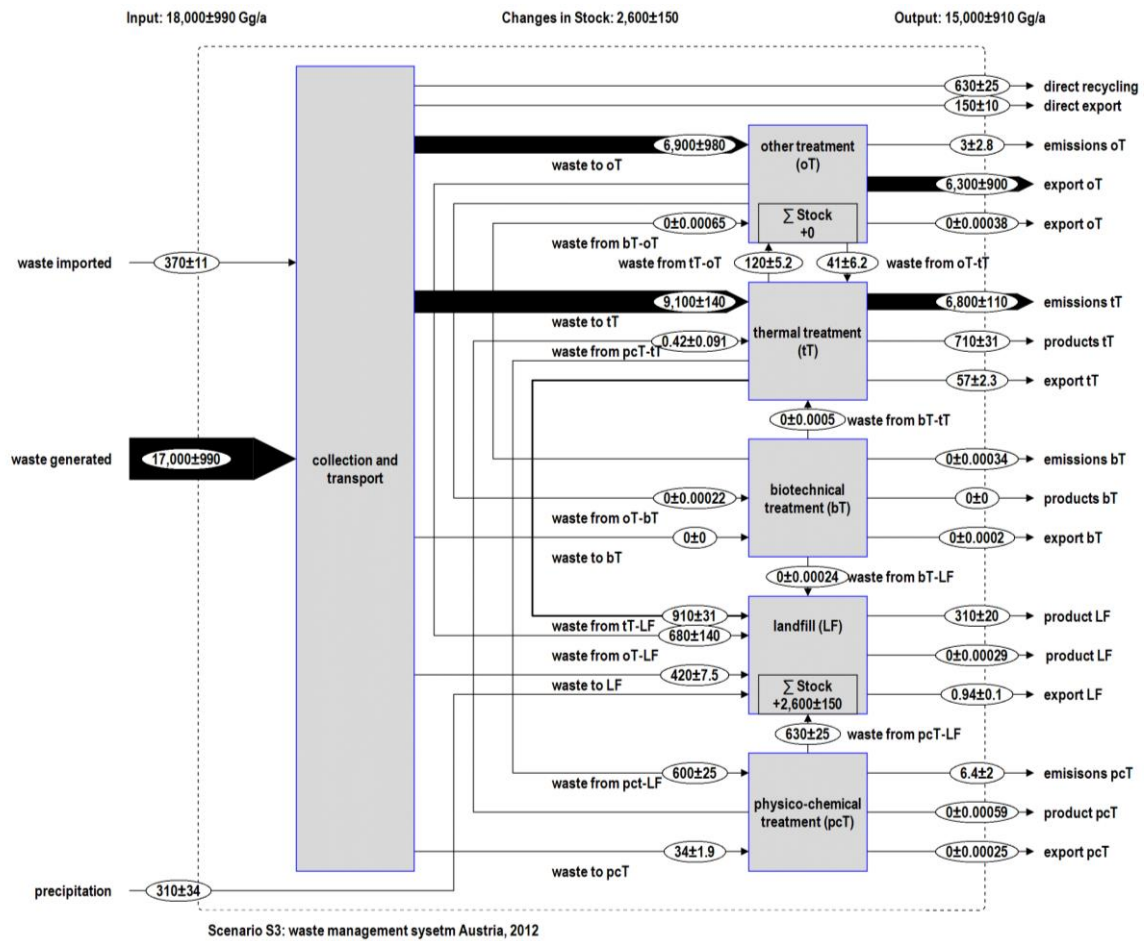 Input: 18,000±990 Gg/a
Changes in Stock: 2,600±150
Output: 15,000±910 Gg/a
630±25
direct recycling
150±10
direct export
6,900±980
waste to oT
other treatment
(oT)
3±2.8
emissions oT
6,300±900
export oT
∑ Stock
+0
0±0.00065
waste from bT-oT
0±0.00038
export oT
waste imported
370±11
waste from tT-oT
120±5.2
41±6.2
waste from oT-tT
9,100±140
waste to tT
6,800±110
emissions tT
thermal treatment
(tT)
0.42±0.091
waste from pcT-tT
710±31
products tT
57±2.3
export tT
0±0.0005
waste from bT-tT
waste generated
17,000±990
collection and
transport
0±0.00034
emissions bT
biotechnical
treatment (bT)
0±0.00022
waste from oT-bT
0±0
products bT
0±0
waste to bT
0±0.0002
export bT
0±0.00024
waste from bT-LF
910±31
waste from tT-LF
landfill (LF)
310±20
product LF
680±140
waste from oT-LF
0±0.00029
product LF
420±7.5
waste to LF
∑ Stock
+2,600±150
0.94±0.1
export LF
630±25
waste from pcT-LF
600±25
waste from pct-LF
6.4±2
emisisons pcT
physico-chemical
treatment (pcT)
0±0.00059
product pcT
34±1.9
waste to pcT
0±0.00025
export pcT
precipitation
310±34
Scenario S3: waste management sysetm Austria, 2012